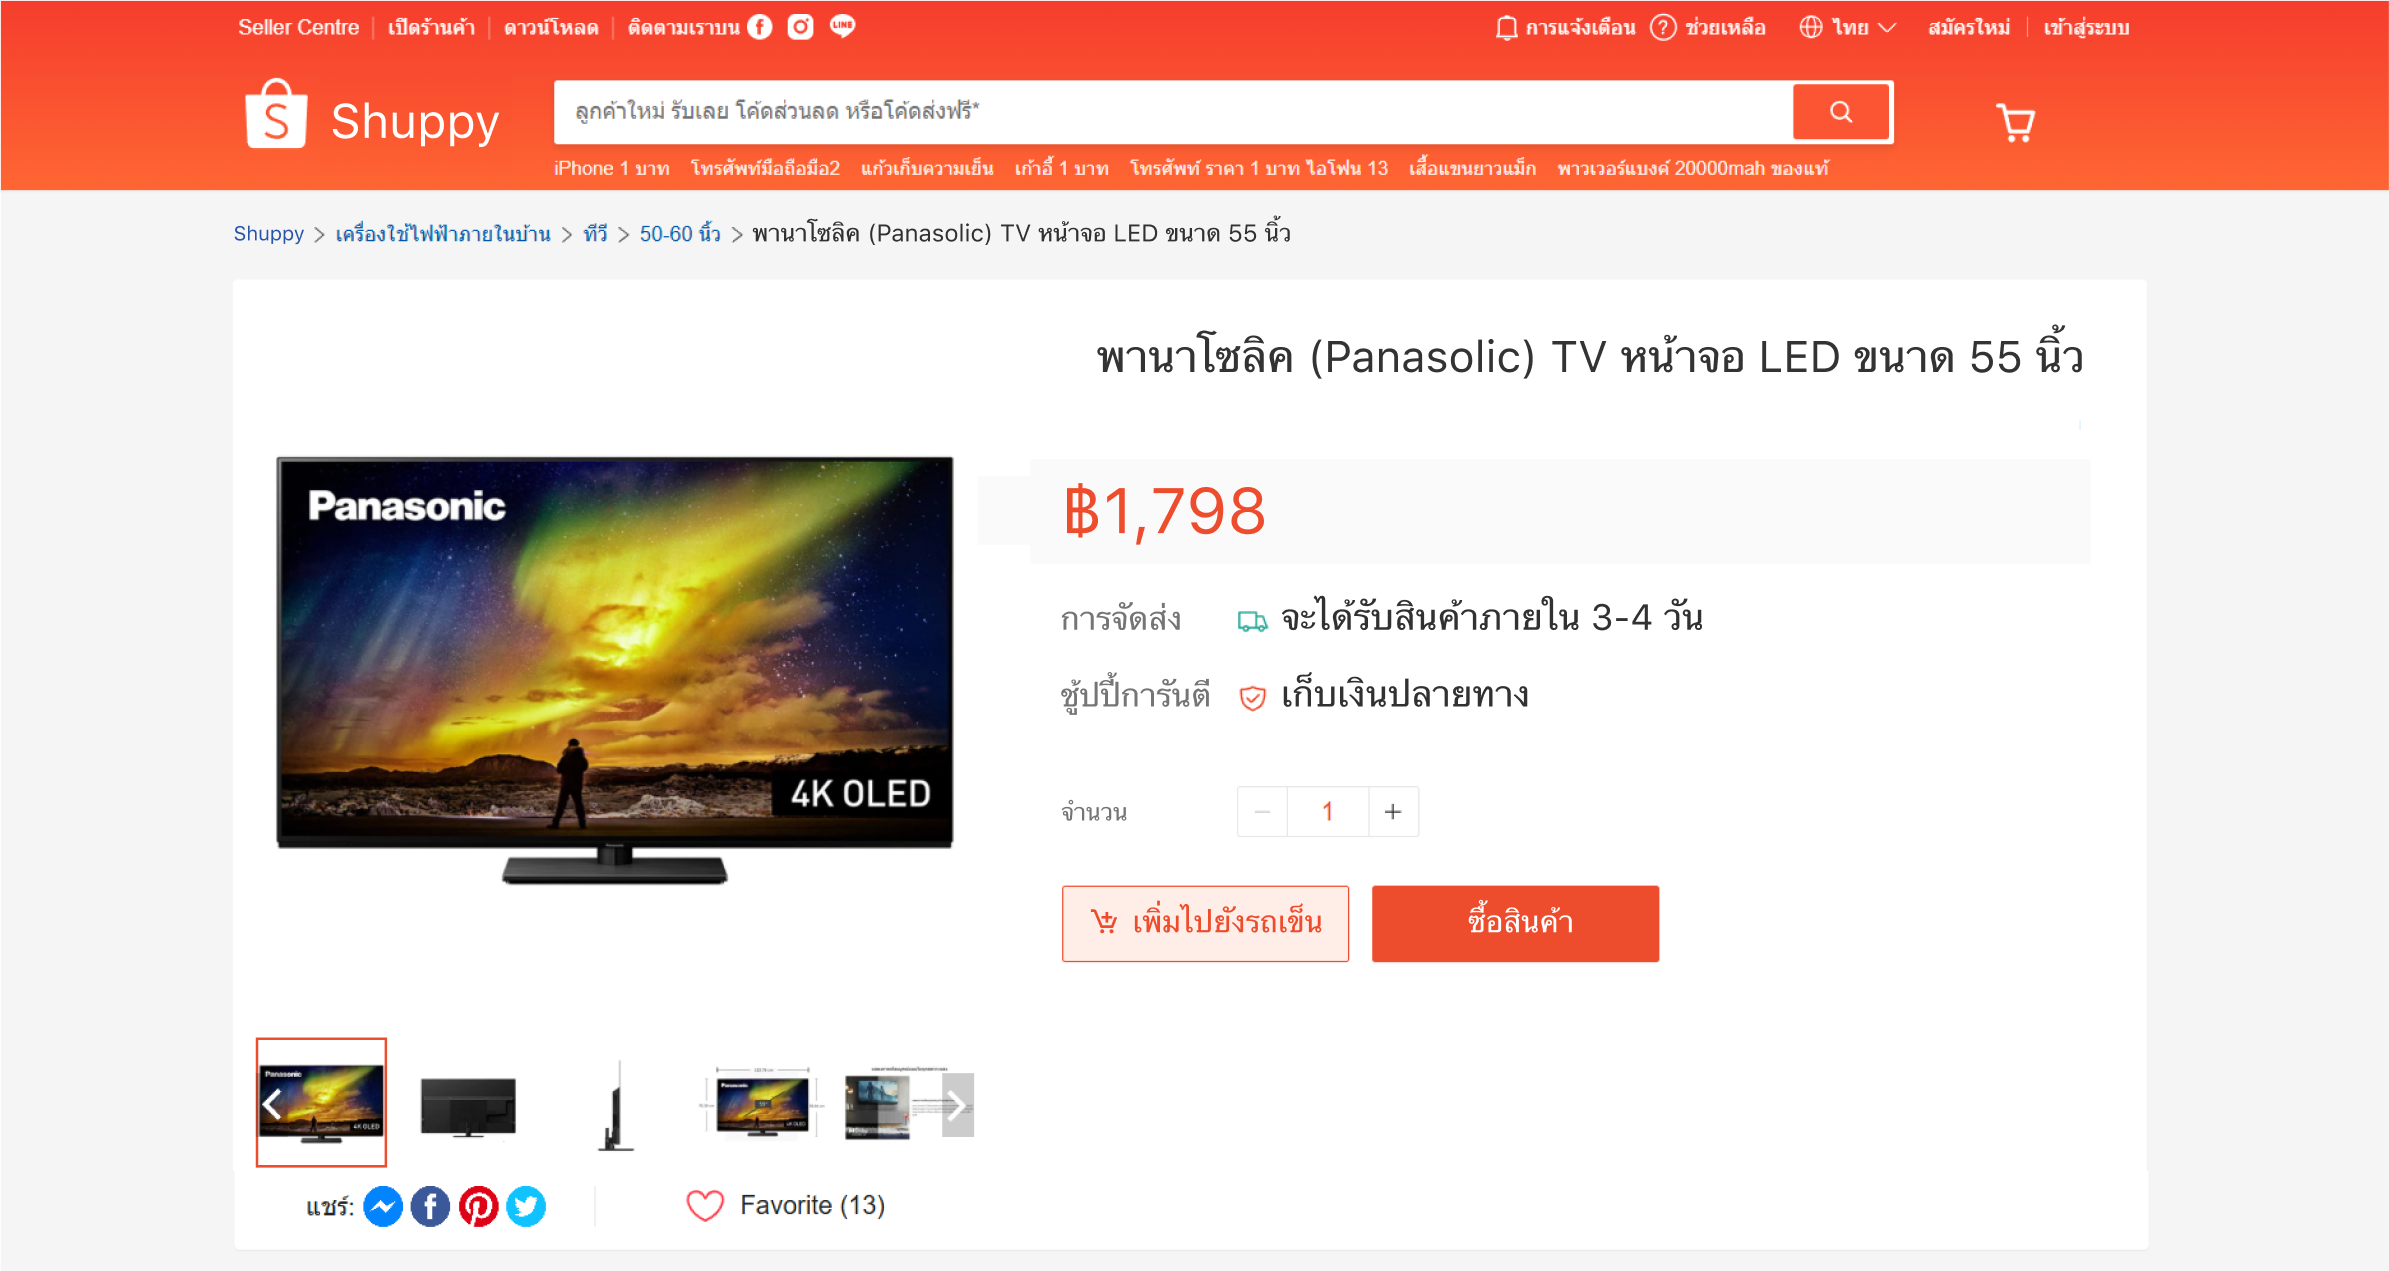 Seller Centre | เปิดร้านค้า | ดาวน์โหลด | ติดตามเราบน LINE การแจ้งเตือน ช่วยเหลือ ไทย สมัครใหม่ | เข้าสู่ระบบ
S Shuppy ลูกค้าใหม่ รับเลย โค้ดส่วนลด หรือโค้ดส่งฟรี*
iPhone 1 บาท โทรศัพท์มือถือมือ2 แก้วเก็บความเย็น เก้าอี้ 1 บาท โทรศัพท์ ราคา 1 บาท ไอโฟน 13 เสื้อแขนยาวแม็ก พาวเวอร์แบงค์ 20000mah ของแท้
Shuppy > เครื่องใช้ไฟฟ้าภายในบ้าน > ทีวี > 50-60 นิ้ว > พานาโซลิค (Panasolic) TV หน้าจอ LED ขนาด 55 นิ้ว
พานาโซลิค (Panasolic) TV หน้าจอ LED ขนาด 55 นิ้ว
Panasonic
4K OLED
฿1,798
การจัดส่ง จะได้รับสินค้าภายใน 3-4 วัน
ชู้ปปี้การันตี เก็บเงินปลายทาง
จำนวน − 1 +
เพิ่มไปยังรถเข็น ซื้อสินค้า
Panasonic
4K OLED
Panasonic
55"
4K OLED
แชร์: Favorite (13)